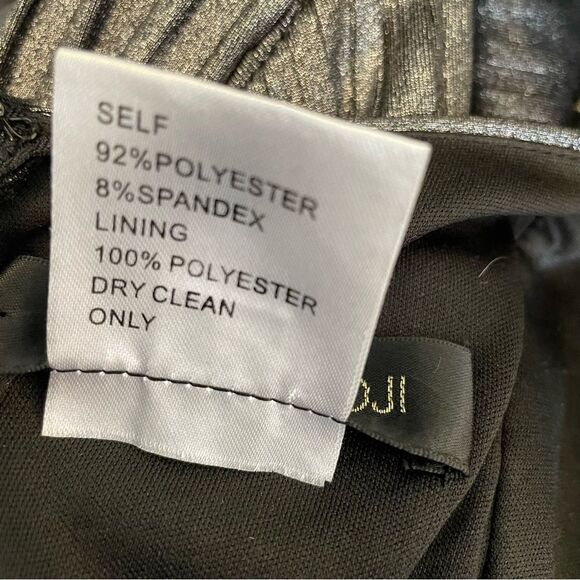 SELF
92%POLYESTER
8%SPANDEX
LINING
100% POLYESTER
DRY CLEAN
ONLY